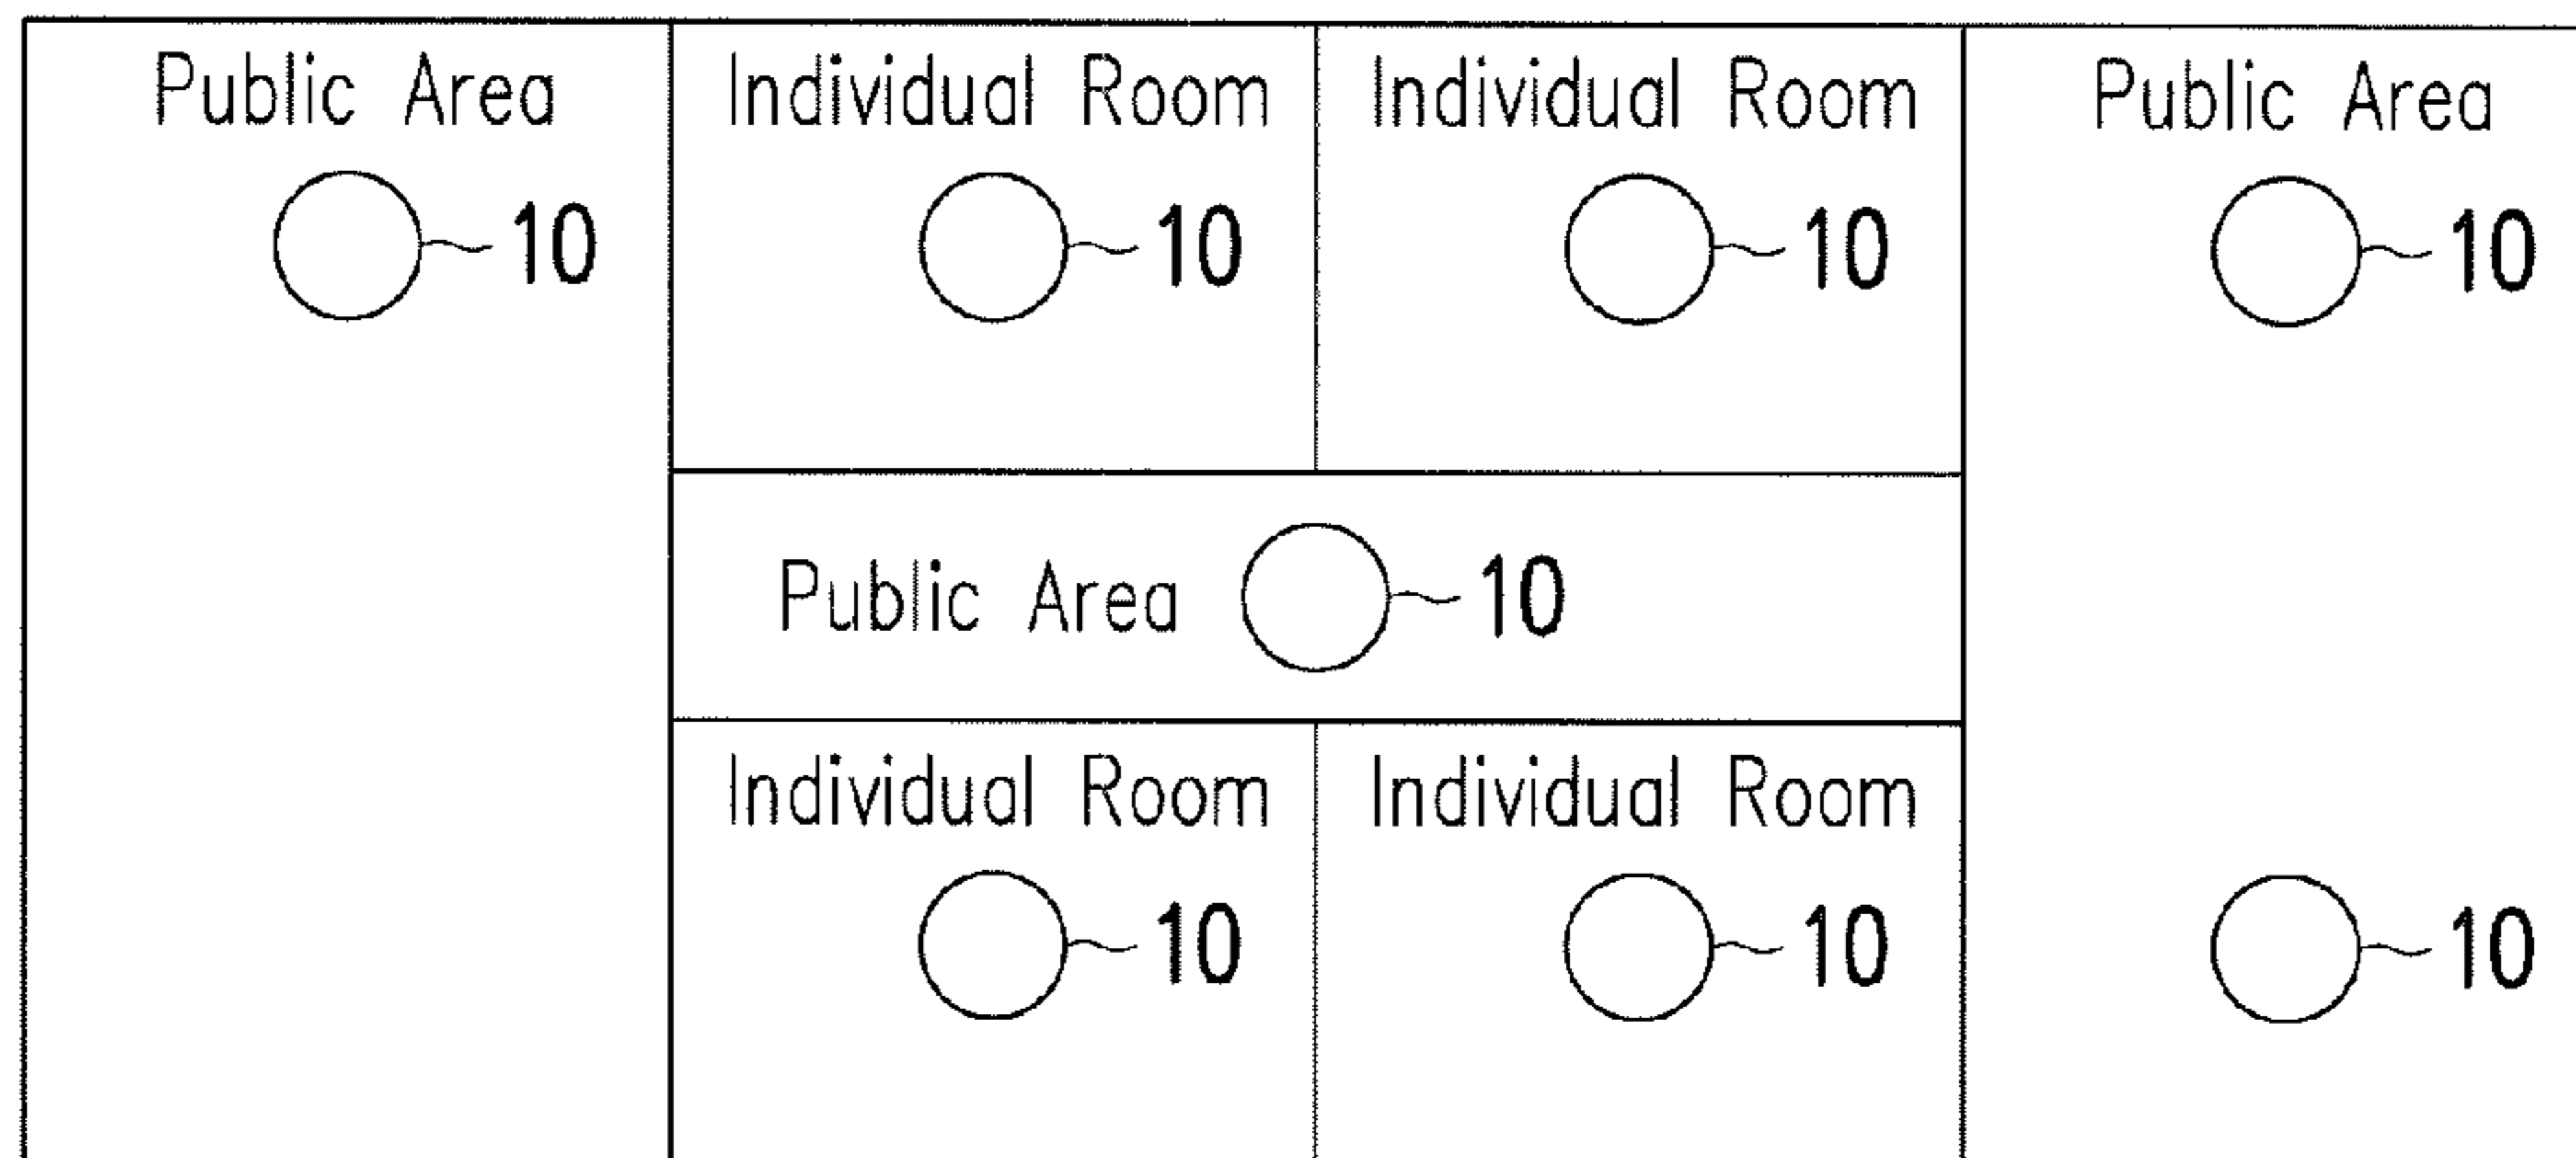 Public Area Individual Room Individual Room Public Area
10 10 10 10
Public Area 10
Individual Room Individual Room
10 10 10